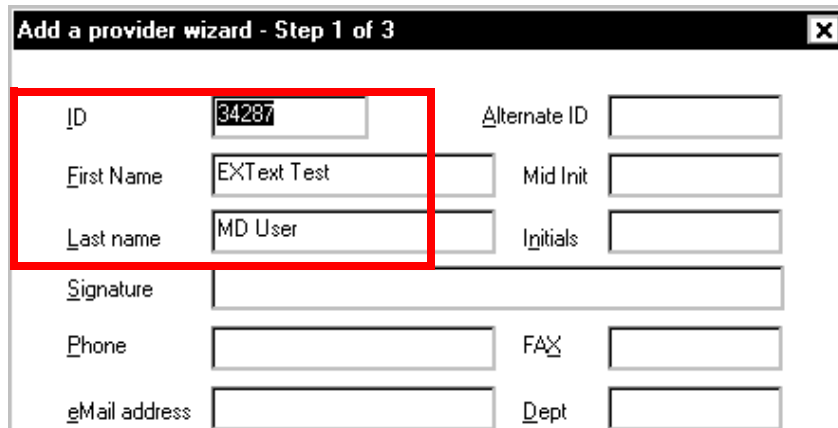 Add a provider wizard - Step 1 of 3
ID 34287 Alternate ID
First Name EXText Test Mid Init
Last name MD User Initials
Signature
Phone FAX
eMail address Dept